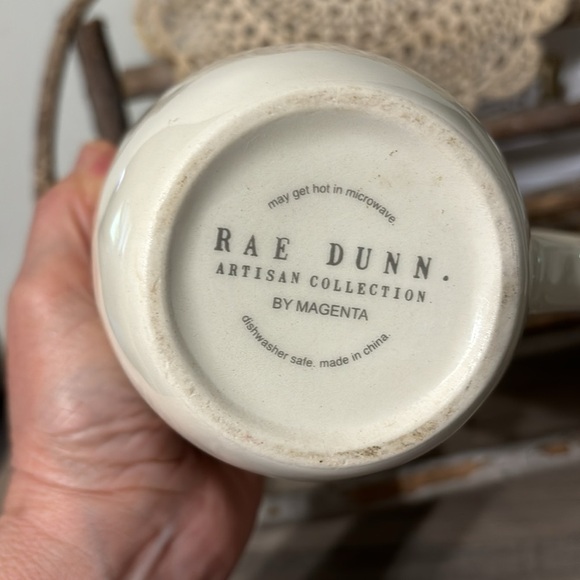 may get hot in microwave.
RAE DUNN.
ARTISAN COLLECTION.
BY MAGENTA
dishwasher safe. made in china.